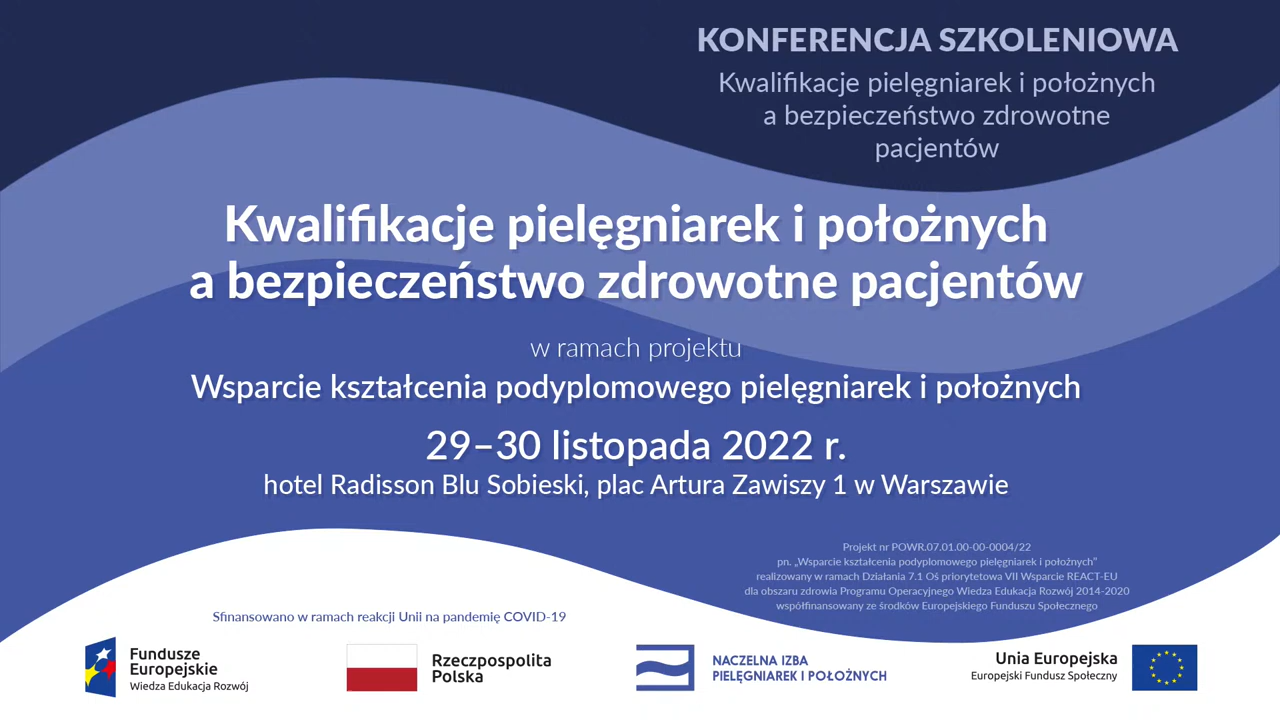 KONFERENCJA SZKOLENIOWA
Kwalifikacje pielęgniarek i położnych
a bezpieczeństwo zdrowotne
pacjentów
Kwalifikacje pielęgniarek i położnych
a bezpieczeństwo zdrowotne pacjentów
w ramach projektu
Wsparcie kształcenia podyplomowego pielęgniarek i położnych
29–30 listopada 2022 r.
hotel Radisson Blu Sobieski, plac Artura Zawiszy 1 w Warszawie
Projekt nr POWR.07.01.00-00-0004/22
pn. „Wsparcie kształcenia podyplomowego pielęgniarek i położnych”
realizowany w ramach Działania 7.1 Oś priorytetowa VII Wsparcie REACT-EU
dla obszaru zdrowia Programu Operacyjnego Wiedza Edukacja Rozwój 2014-2020
współfinansowany ze środków Europejskiego Funduszu Społecznego
Sfinansowano w ramach reakcji Unii na pandemię COVID-19
Fundusze
Europejskie
Wiedza Edukacja Rozwój
Rzeczpospolita
Polska
NACZELNA IZBA
PIELĘGNIAREK I POŁOŻNYCH
Unia Europejska
Europejski Fundusz Społeczny